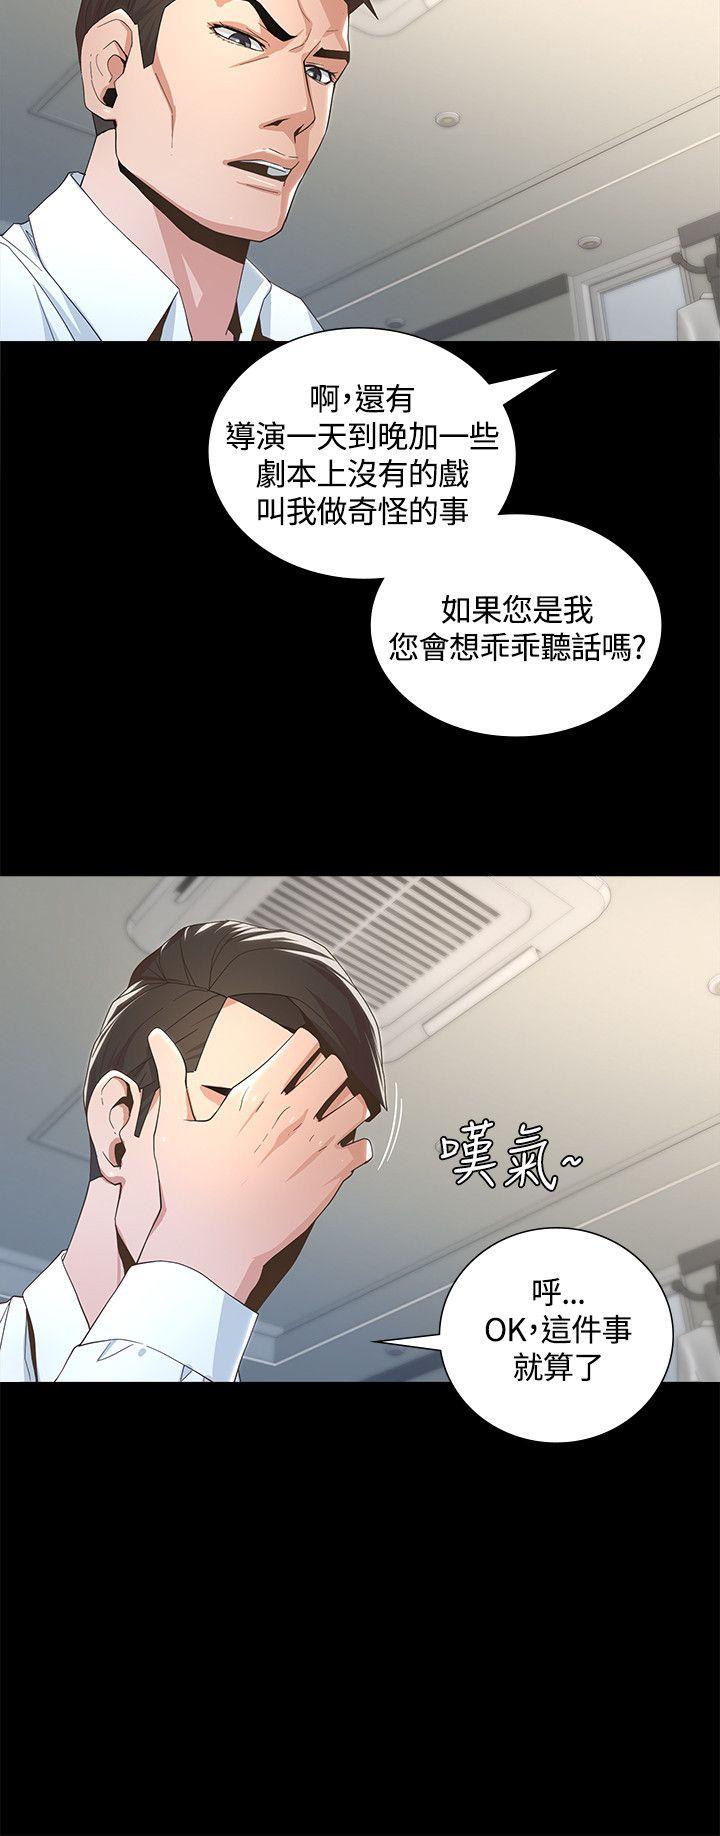 啊，還有
導演一天到晚加一些
劇本上沒有的戲
叫我做奇怪的事
如果您是我
您會想乖乖聽話嗎?
嘆氣~
呼...
OK，這件事
就算了